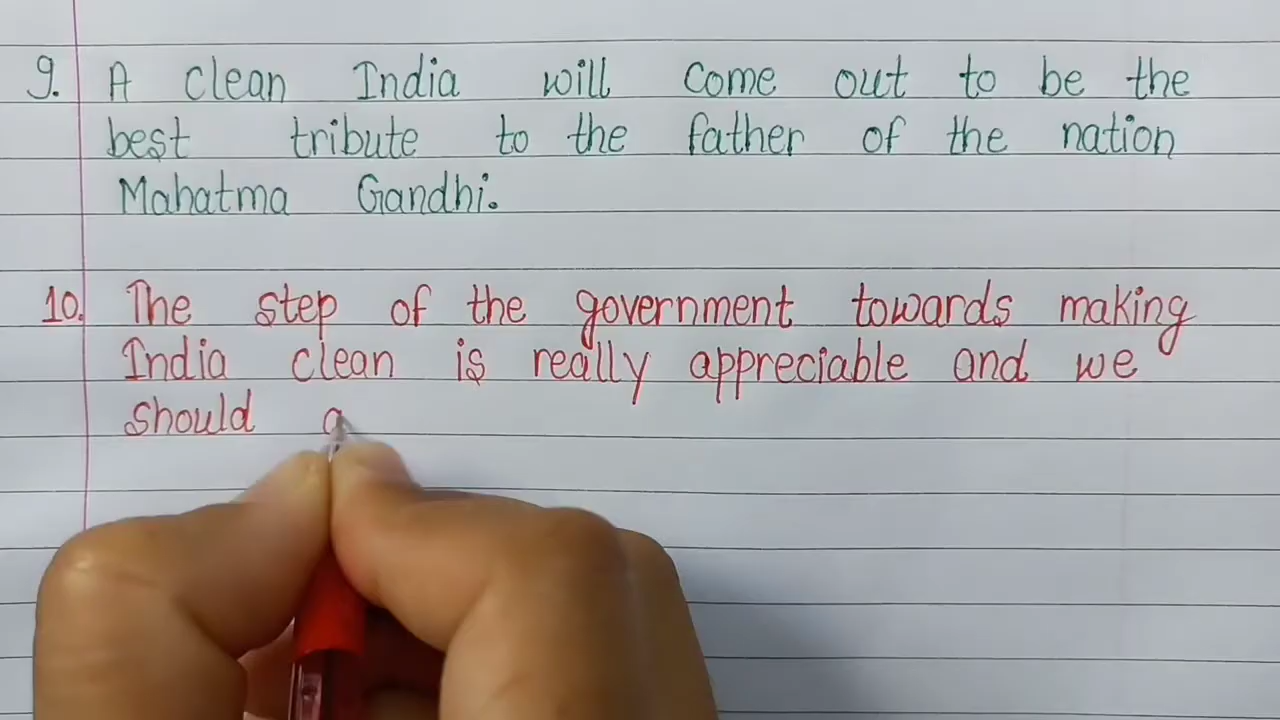 9. A clean India will come out to be the
best tribute to the father of the nation
Mahatma Gandhi.
10. The step of the government towards making
India clean is really appreciable and we
should a